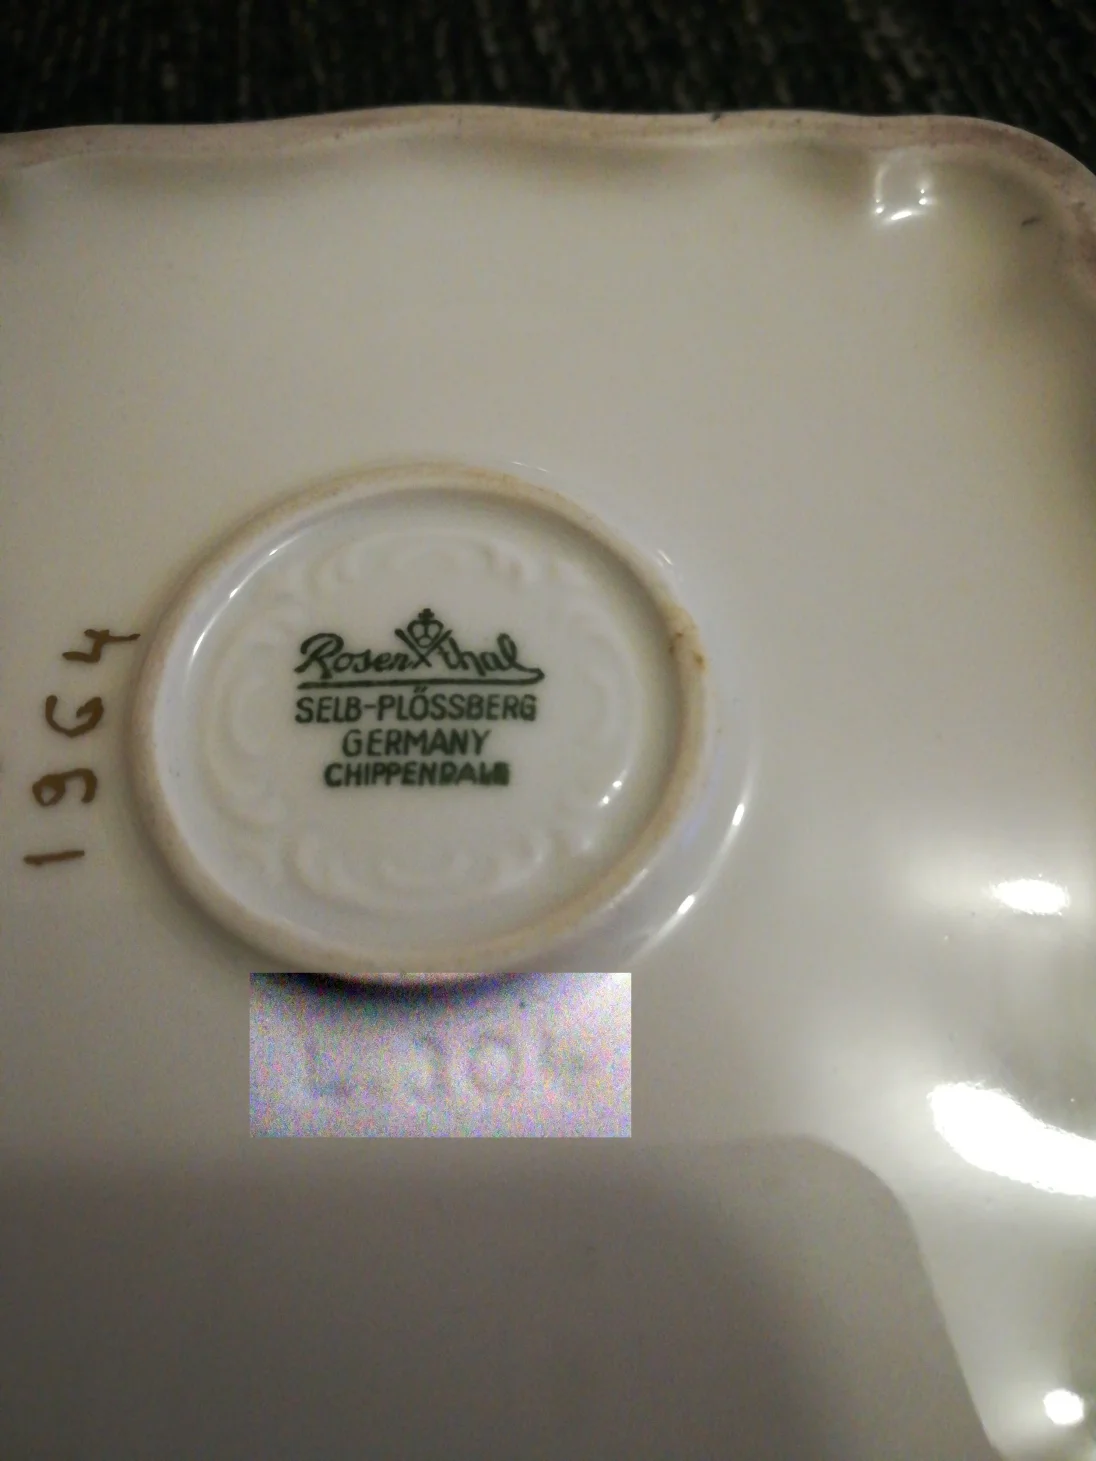 Rosenthal
SELB-PLÖSSBERG
GERMANY
CHIPPENDALE
1964